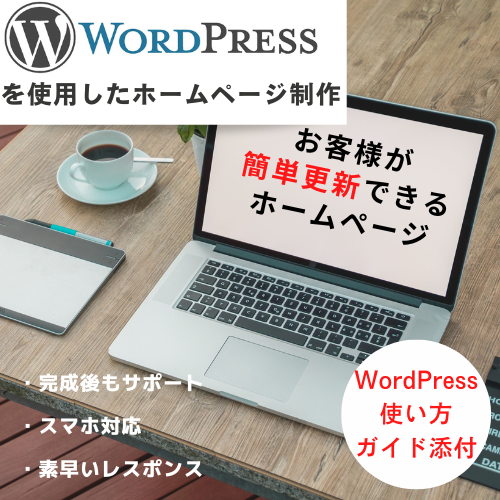 WORDPRESS
を使用したホームページ制作
お客様が
簡単更新できる
ホームページ
・完成後もサポート
・スマホ対応
・素早いレスポンス
WordPress
使い方
ガイド添付